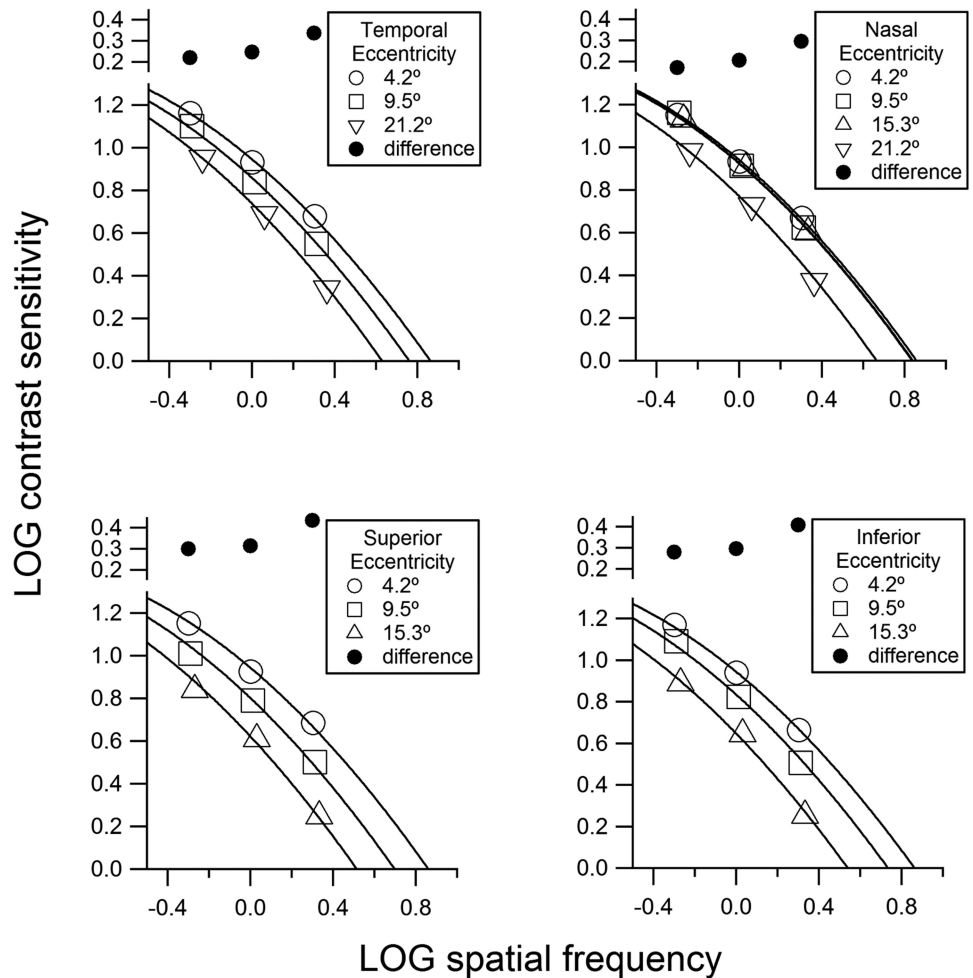 LOG contrast sensitivity
0.4
0.3
0.2
1.2
1.0
0.8
0.6
0.4
0.2
0.0
-0.4 0.0 0.4 0.8
Temporal
Eccentricity
4.2º
9.5º
21.2º
difference
0.4
0.3
0.2
1.2
1.0
0.8
0.6
0.4
0.2
0.0
-0.4 0.0 0.4 0.8
Nasal
Eccentricity
4.2º
9.5º
15.3º
21.2º
difference
0.4
0.3
0.2
1.2
1.0
0.8
0.6
0.4
0.2
0.0
-0.4 0.0 0.4 0.8
Superior
Eccentricity
4.2º
9.5º
15.3º
difference
0.4
0.3
0.2
1.2
1.0
0.8
0.6
0.4
0.2
0.0
-0.4 0.0 0.4 0.8
Inferior
Eccentricity
4.2º
9.5º
15.3º
difference
LOG spatial frequency